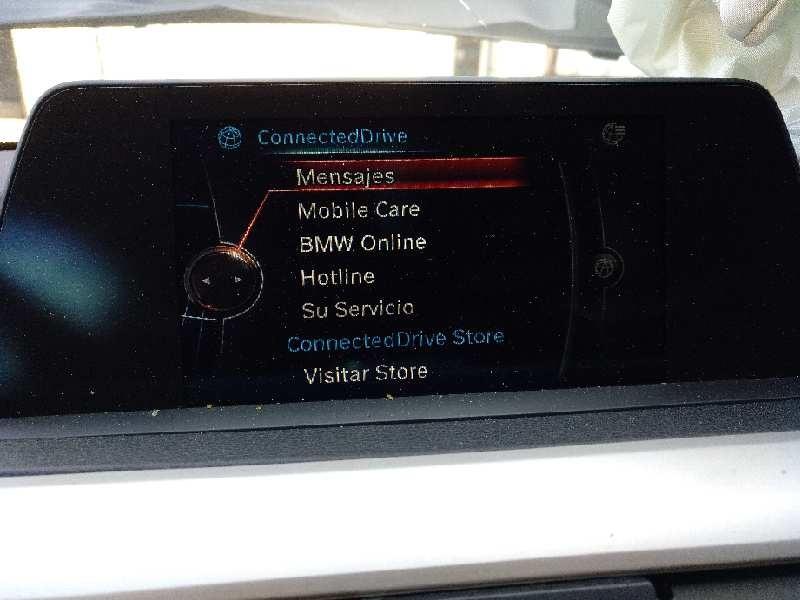 ConnectedDrive
Mensajes
Mobile Care
BMW Online
Hotline
Su Servicio
ConnectedDrive Store
Visitar Store